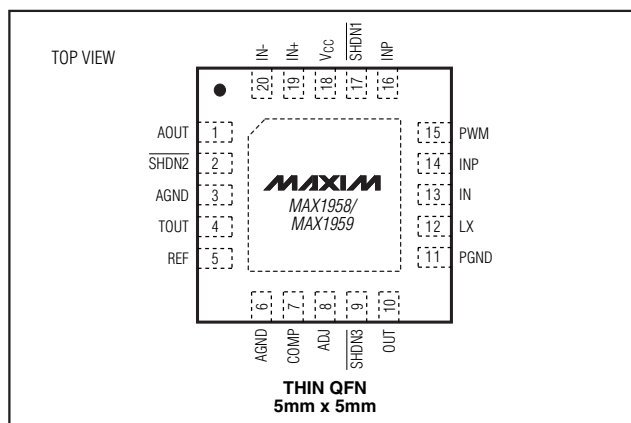 TOP VIEW
IN-
IN+
VCC
SHDN1
INP
20
19
18
17
16
AOUT
1
SHDN2
2
AGND
3
TOUT
4
REF
5
15
PWM
14
INP
13
IN
12
LX
11
PGND
MAXIM
MAX1958/
MAX1959
6
7
8
9
10
AGND
COMP
ADJ
SHDN3
OUT
THIN QFN
5mm x 5mm